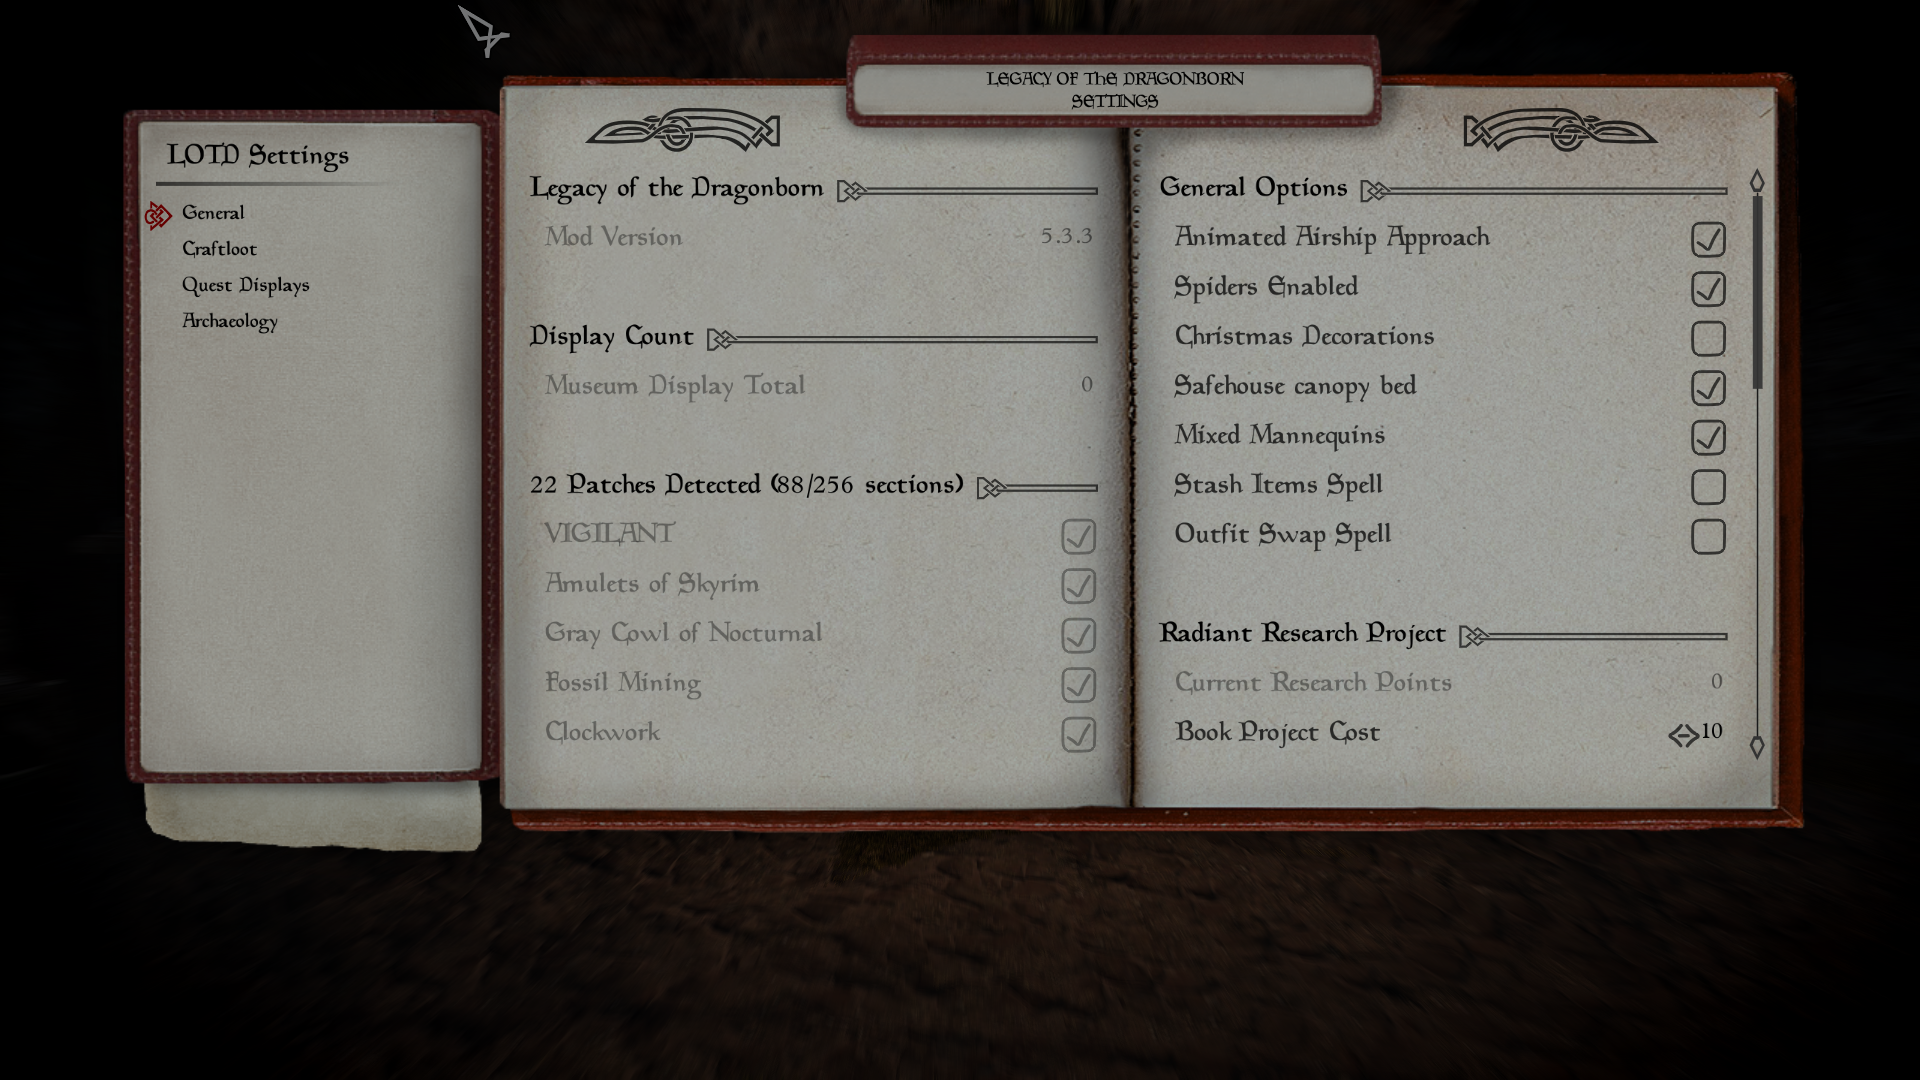 LEGACY OF THE DRAGONBORN
SETTINGS
LOTD Settings
General
Craftloot
Quest Displays
Archaeology
Legacy of the Dragonborn
Mod Version 5.3.3
Display Count
Museum Display Total 0
22 Patches Detected (88/256 sections)
VIGILANT
Amulets of Skyrim
Gray Cowl of Nocturnal
Fossil Mining
Clockwork
General Options
Animated Airship Approach
Spiders Enabled
Christmas Decorations
Safehouse canopy bed
Mixed Mannequins
Stash Items Spell
Outfit Swap Spell
Radiant Research Project
Current Research Points 0
Book Project Cost 10